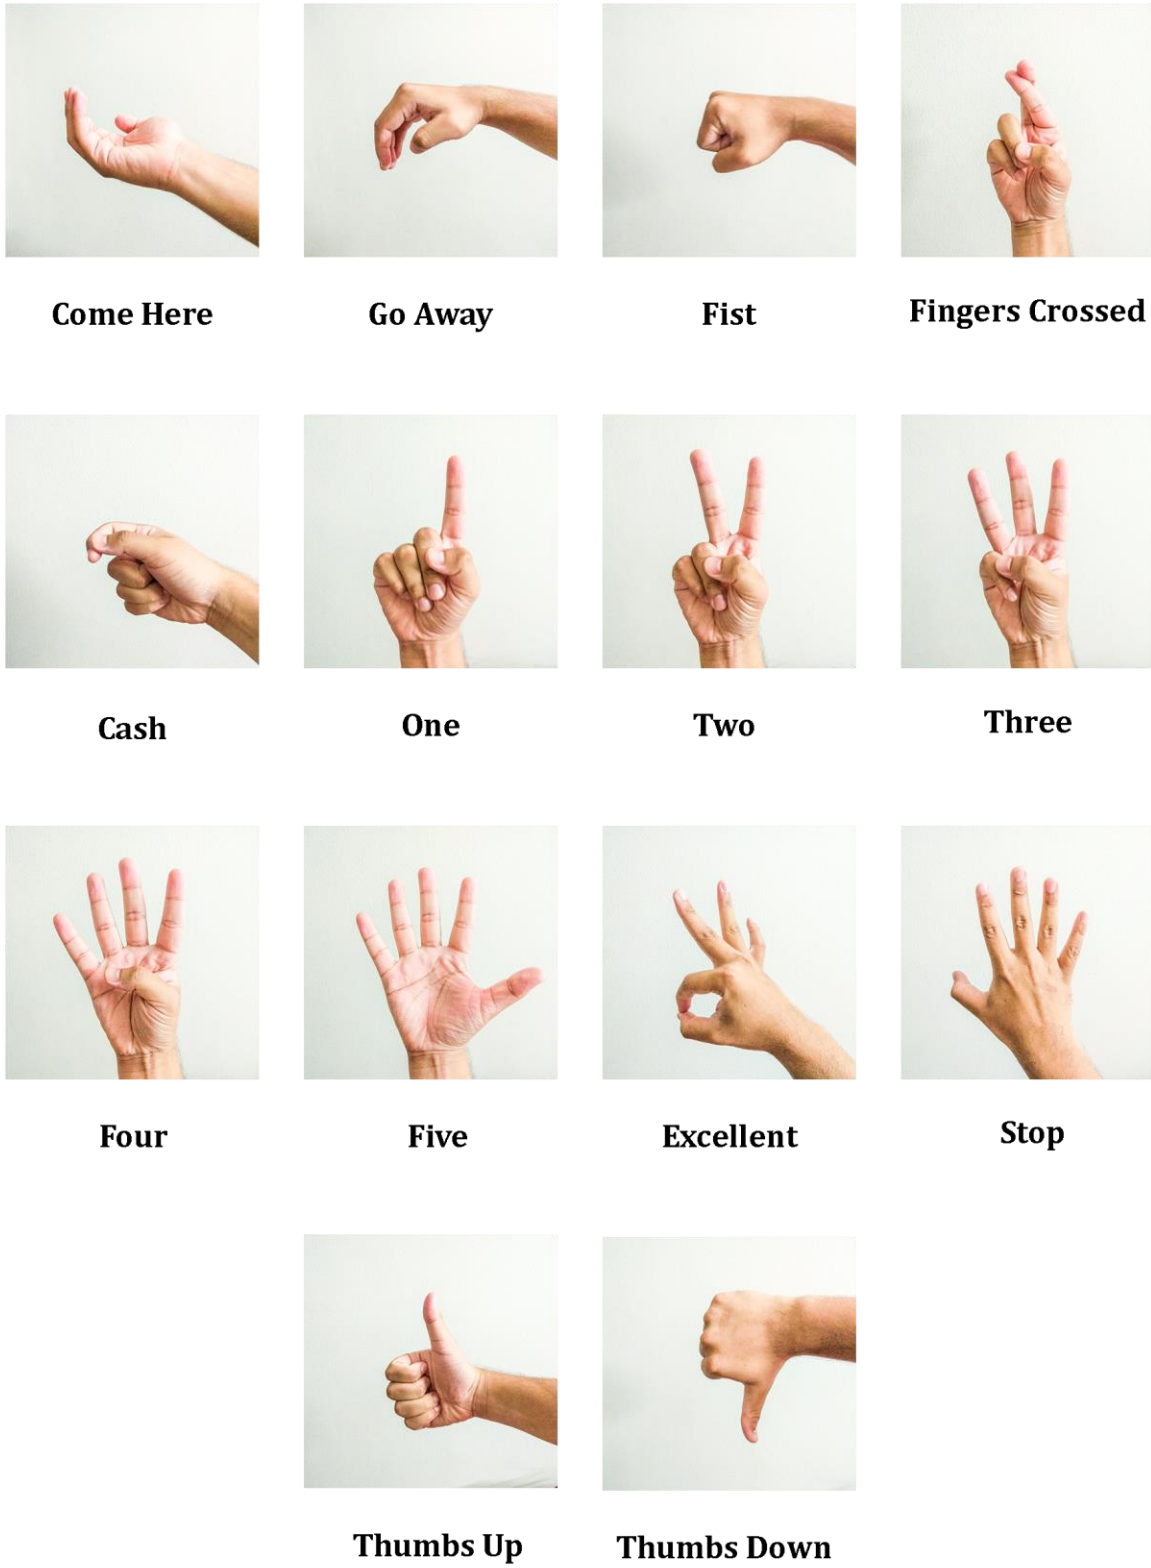 Come Here
Go Away
Fist
Fingers Crossed
Cash
One
Two
Three
Four
Five
Excellent
Stop
Thumbs Up
Thumbs Down